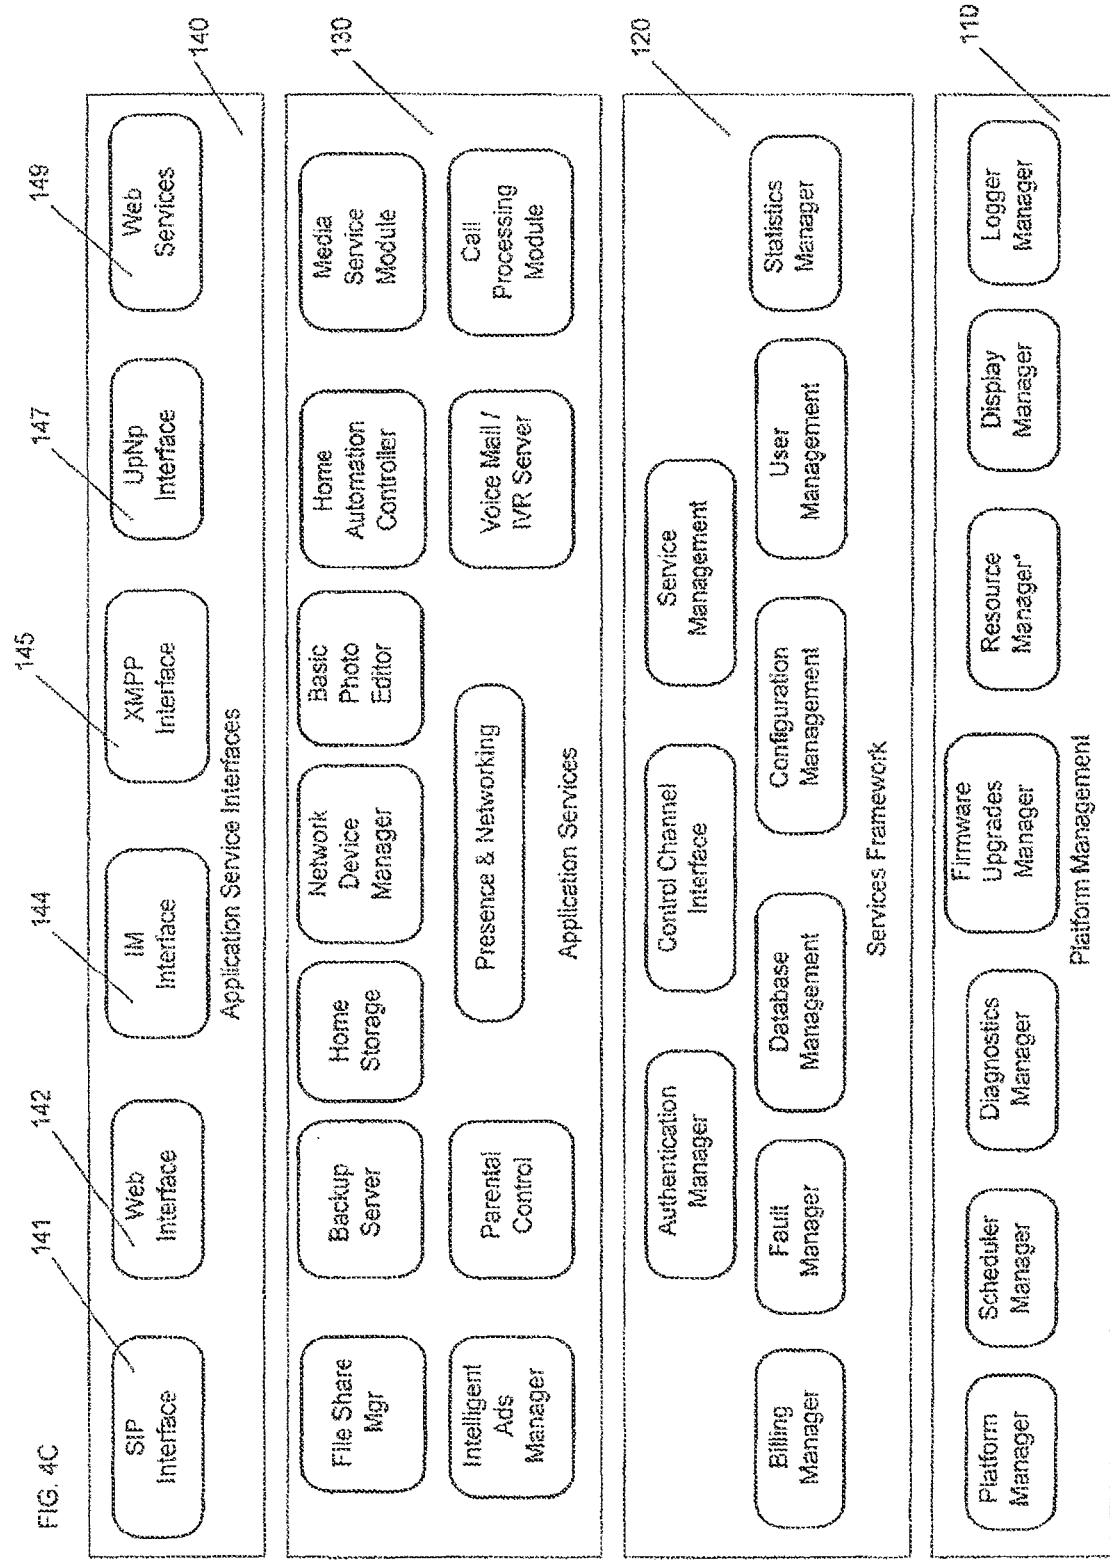 FIG. 4C
141
142
144
145
147
149
SIP
Interface
Web
Interface
IM
Interface
XMPP
Interface
UpNp
Interface
Web
Services
Application Service Interfaces
140
File Share
Mgr
Backup
Server
Home
Storage
Network
Device
Manager
Basic
Photo
Editor
Home
Automation
Controller
Media
Service
Module
Intelligent
Ads
Manager
Parental
Control
Presence & Networking
Voice Mail /
IVR Server
Call
Processing
Module
Application Services
130
Authentication
Manager
Control Channel
Interface
Service
Management
Billing
Manager
Fault
Manager
Database
Management
Configuration
Management
User
Management
Statistics
Manager
Services Framework
120
Platform
Manager
Scheduler
Manager
Diagnostics
Manager
Firmware
Upgrades
Manager
Resource
Manager*
Display
Manager
Logger
Manager
Platform Management
110